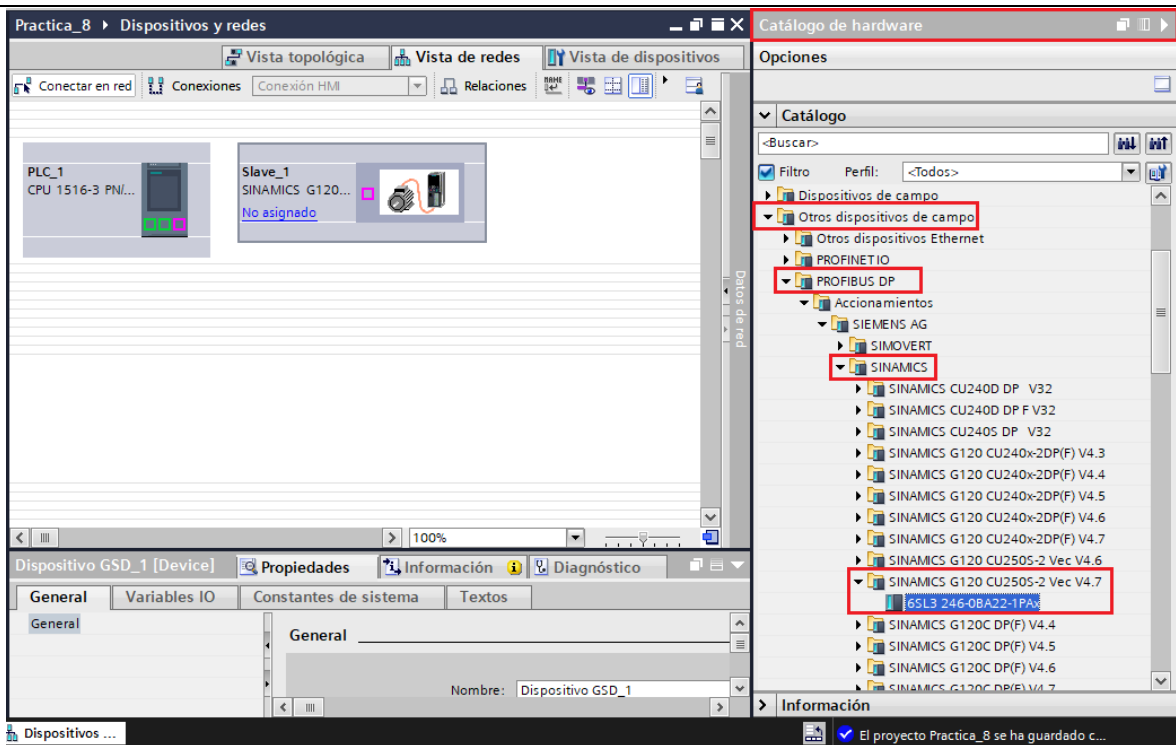 Practica_8 ▸ Dispositivos y redes
Vista topológica
Vista de redes
Vista de dispositivos
Conectar en red
Conexiones
Conexión HMI
Relaciones
PLC_1
CPU 1516-3 PN/...
Slave_1
SINAMICS G120...
No asignado
Datos de red
100%
Dispositivo GSD_1 [Device]
Propiedades
Información
Diagnóstico
General
Variables IO
Constantes de sistema
Textos
General
General
Nombre: Dispositivo GSD_1
Catálogo de hardware
Opciones
Catálogo
<Buscar>
Filtro
Perfil: <Todos>
Dispositivos de campo
Otros dispositivos de campo
Otros dispositivos Ethernet
PROFINET IO
PROFIBUS DP
Accionamientos
SIEMENS AG
SIMOVERT
SINAMICS
SINAMICS CU240D DP V32
SINAMICS CU240D DP F V32
SINAMICS CU240S DP V32
SINAMICS G120 CU240x-2DP(F) V4.3
SINAMICS G120 CU240x-2DP(F) V4.4
SINAMICS G120 CU240x-2DP(F) V4.5
SINAMICS G120 CU240x-2DP(F) V4.6
SINAMICS G120 CU240x-2DP(F) V4.7
SINAMICS G120 CU250S-2 Vec V4.6
SINAMICS G120 CU250S-2 Vec V4.7
6SL3 246-0BA22-1PAx
SINAMICS G120C DP(F) V4.4
SINAMICS G120C DP(F) V4.5
SINAMICS G120C DP(F) V4.6
SINAMICS G120C DP(F) V4.7
Información
Dispositivos ...
El proyecto Practica_8 se ha guardado c...